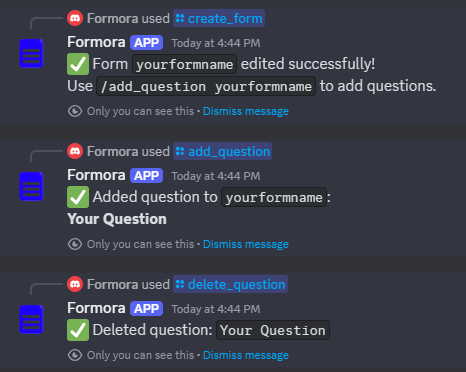 Formora used create_form
Formora APP Today at 4:44 PM
✅ Form yourformname edited successfully!
Use /add_question yourformname to add questions.
Only you can see this • Dismiss message
Formora used add_question
Formora APP Today at 4:44 PM
✅ Added question to yourformname:
Your Question
Only you can see this • Dismiss message
Formora used delete_question
Formora APP Today at 4:44 PM
✅ Deleted question: Your Question
Only you can see this • Dismiss message